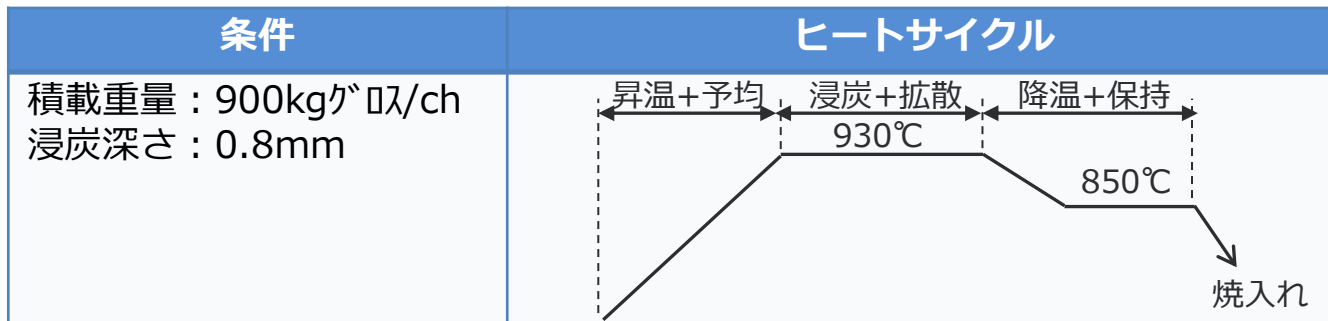 条件
ヒートサイクル
積載重量：900kgｸﾞﾛｽ/ch
浸炭深さ：0.8mm
昇温+予均
浸炭+拡散
降温+保持
930℃
850℃
焼入れ